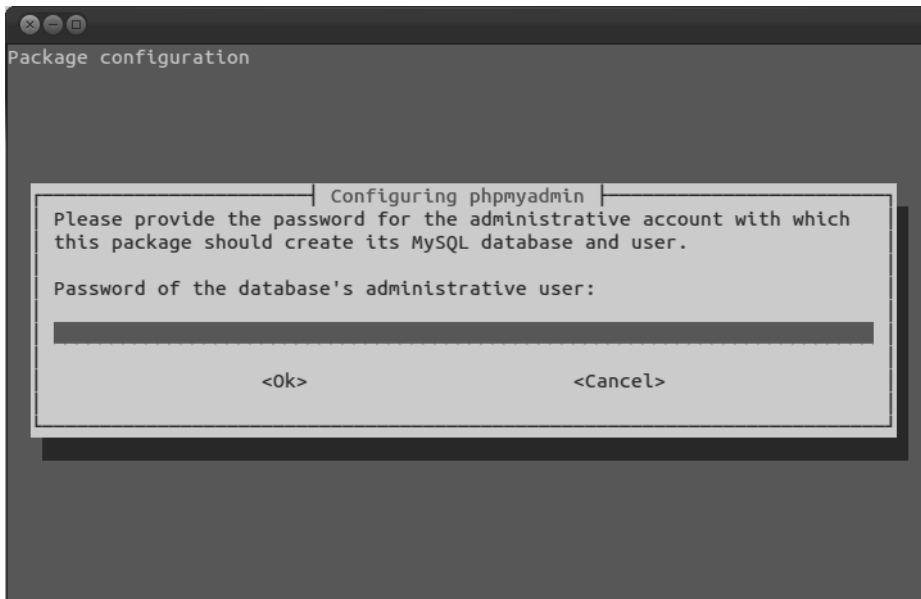 Package configuration
Configuring phpmyadmin
Please provide the password for the administrative account with which
this package should create its MySQL database and user.
Password of the database's administrative user:
<Ok> <Cancel>